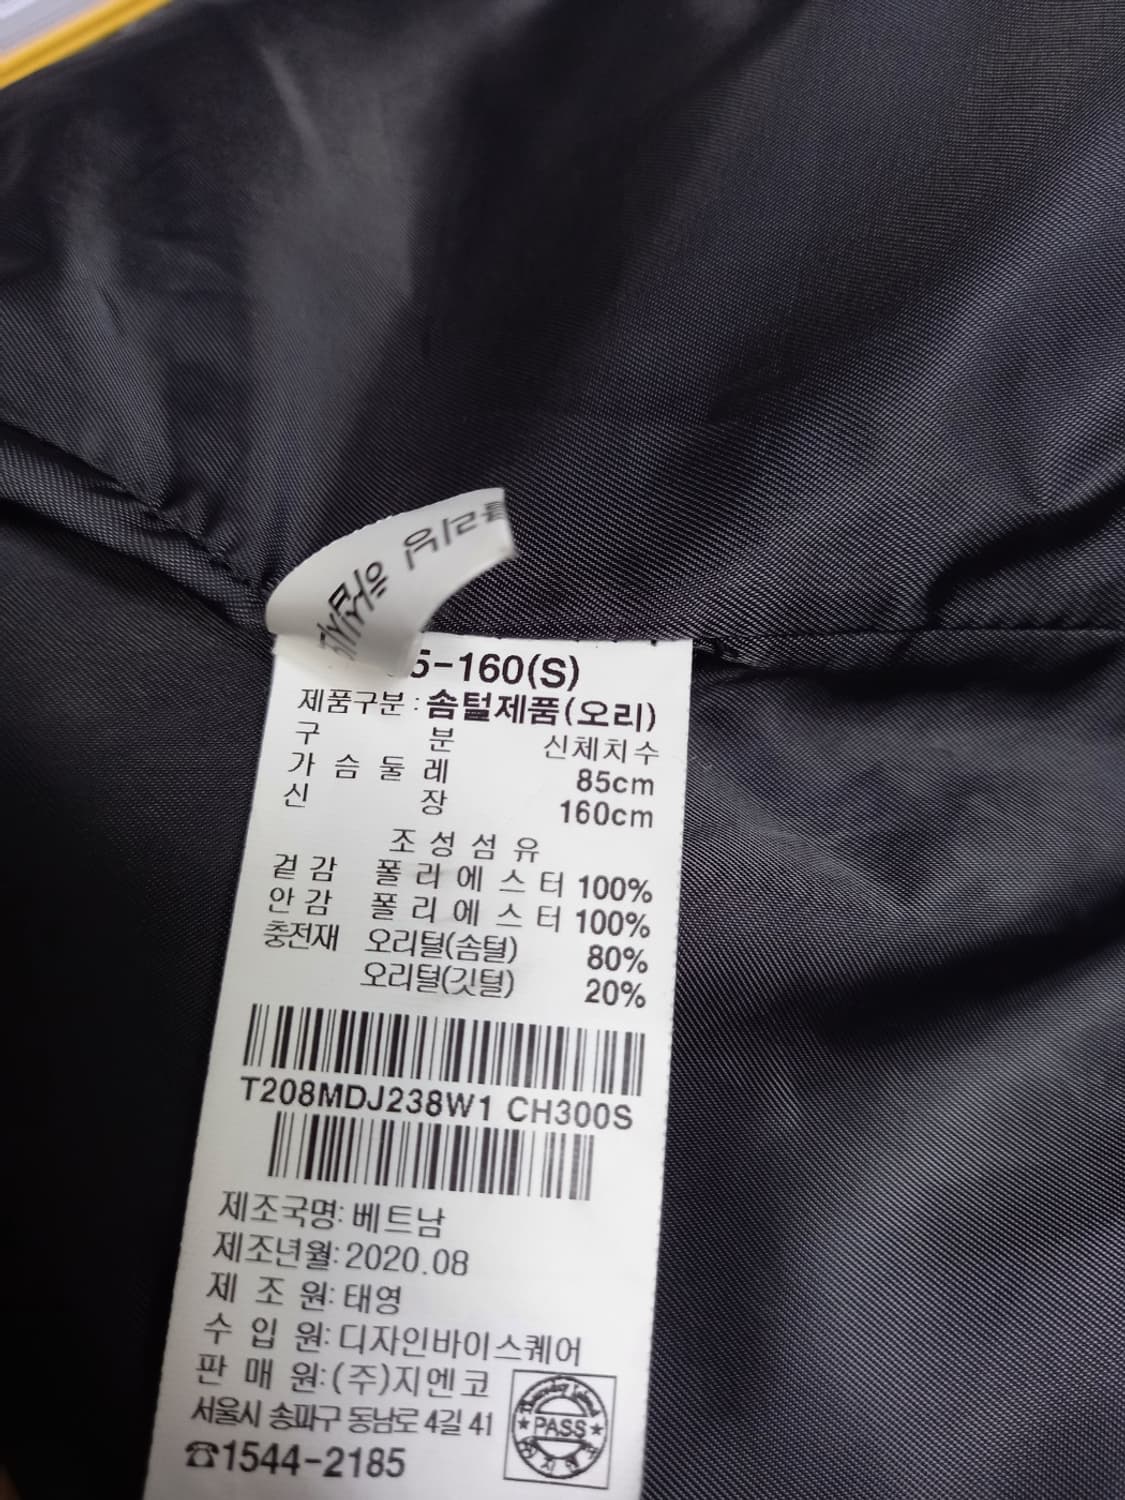 5-160(S)
제품구분 : 솜털제품(오리)
구 분 신체치수
가 슴 둘 레 85cm
신 장 160cm
조 성 섬 유
겉 감 폴 리 에 스 터 100%
안 감 폴 리 에 스 터 100%
충전재 오리털(솜털) 80%
오리털(깃털) 20%
T208MDJ238W1 CH300S
제조국명: 베트남
제조년월: 2020.08
제 조 원: 태영
수 입 원: 디자인바이스퀘어
판 매 원: (주)지엔코
서울시 송파구 동남로 4길 41
☎1544-2185
PASS